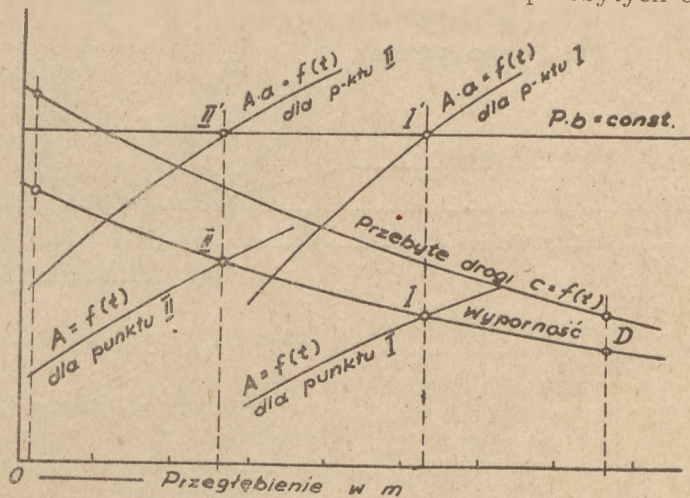 A·a = f(t)
dla p-ktu II
A·a = f(t)
dla p-ktu I
II'
I'
P·b = const.
Przebyte drogi c = f(t)
II
I
wyporność
D
A = f(t)
dla punktu II
A = f(t)
dla punktu I
0
Przegłębienie w m